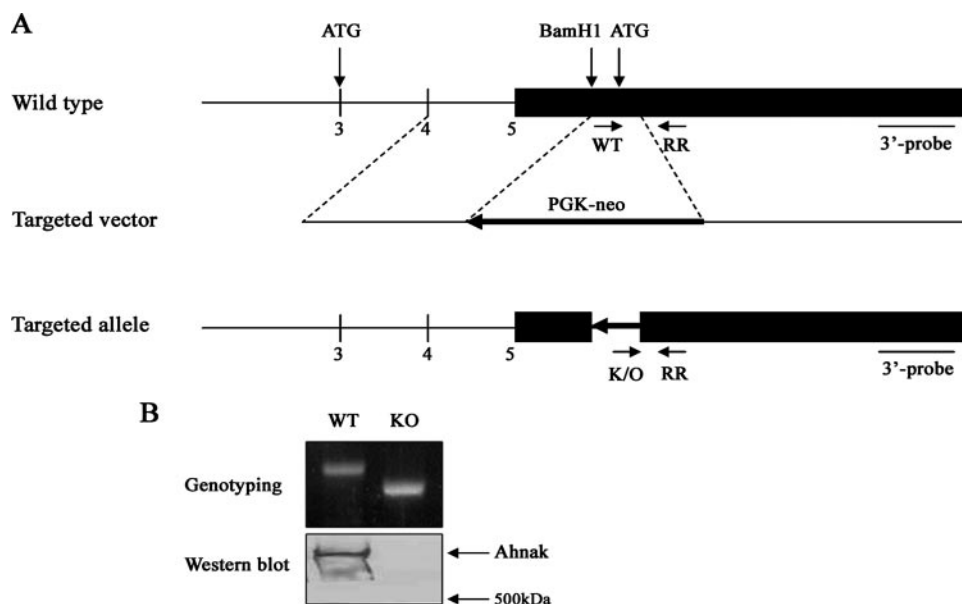 A
ATG BamH1 ATG
Wild type
3 4 5
WT RR 3’-probe
PGK-neo
Targeted vector
Targeted allele
3 4 5
K/O RR 3’-probe
B
WT KO
Genotyping
Western blot
Ahnak
500kDa